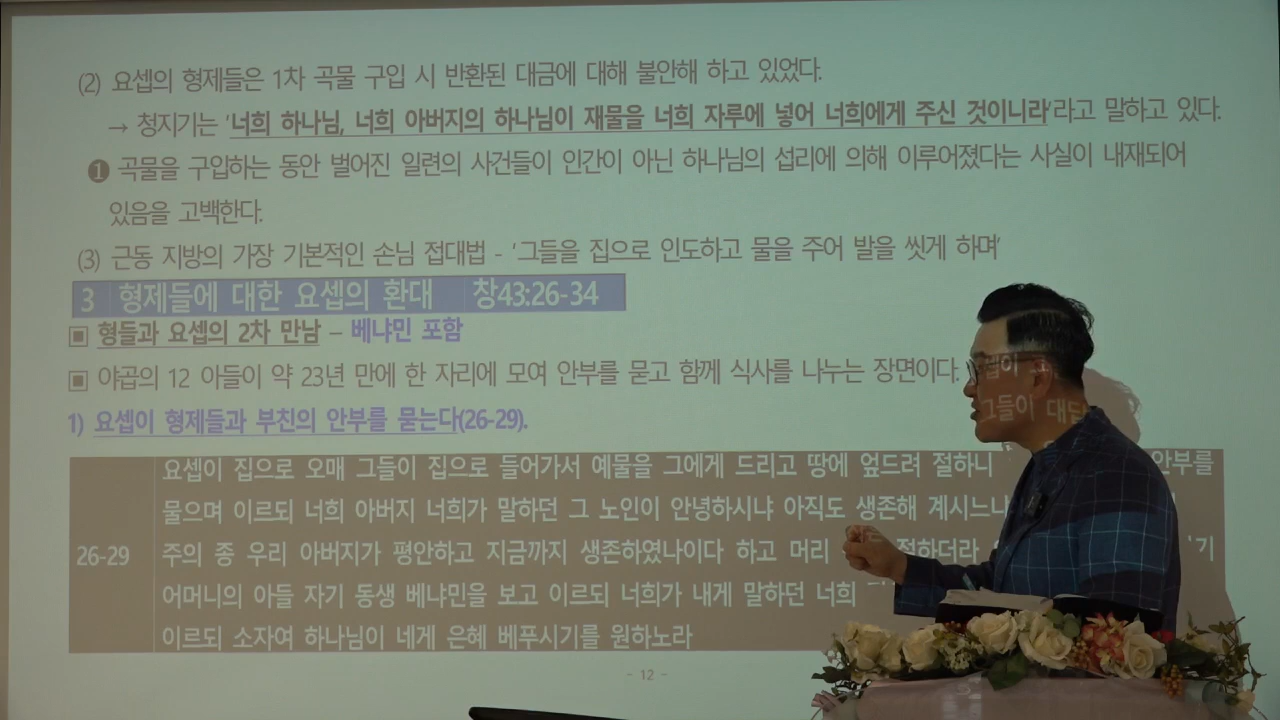 (2) 요셉의 형제들은 1차 곡물 구입 시 반환된 대금에 대해 불안해 하고 있었다.
→ 청지기는 '너희 하나님, 너희 아버지의 하나님이 재물을 너희 자루에 넣어 너희에게 주신 것이니라'라고 말하고 있다.
❶ 곡물을 구입하는 동안 벌어진 일련의 사건들이 인간이 아닌 하나님의 섭리에 의해 이루어졌다는 사실이 내재되어
있음을 고백한다.
(3) 근동 지방의 가장 기본적인 손님 접대법 - '그들을 집으로 인도하고 물을 주어 발을 씻게 하며'
3 형제들에 대한 요셉의 환대 창43:26-34
▣ 형들과 요셉의 2차 만남 – 베냐민 포함
▣ 야곱의 12 아들이 약 23년 만에 한 자리에 모여 안부를 묻고 함께 식사를 나누는 장면이다.
1) 요셉이 형제들과 부친의 안부를 묻는다(26-29).
요셉이 집으로 오매 그들이 집으로 들어가서 예물을 그에게 드리고 땅에 엎드려 절하니 안부를
물으며 이르되 너희 아버지 너희가 말하던 그 노인이 안녕하시냐 아직도 생존해 계시느냐 그들이 대답
26-29 주의 종 우리 아버지가 평안하고 지금까지 생존하였나이다 하고 머리 절하더라
어머니의 아들 자기 동생 베냐민을 보고 이르되 너희가 내게 말하던 너희
이르되 소자여 하나님이 네게 은혜 베푸시기를 원하노라
- 12 -